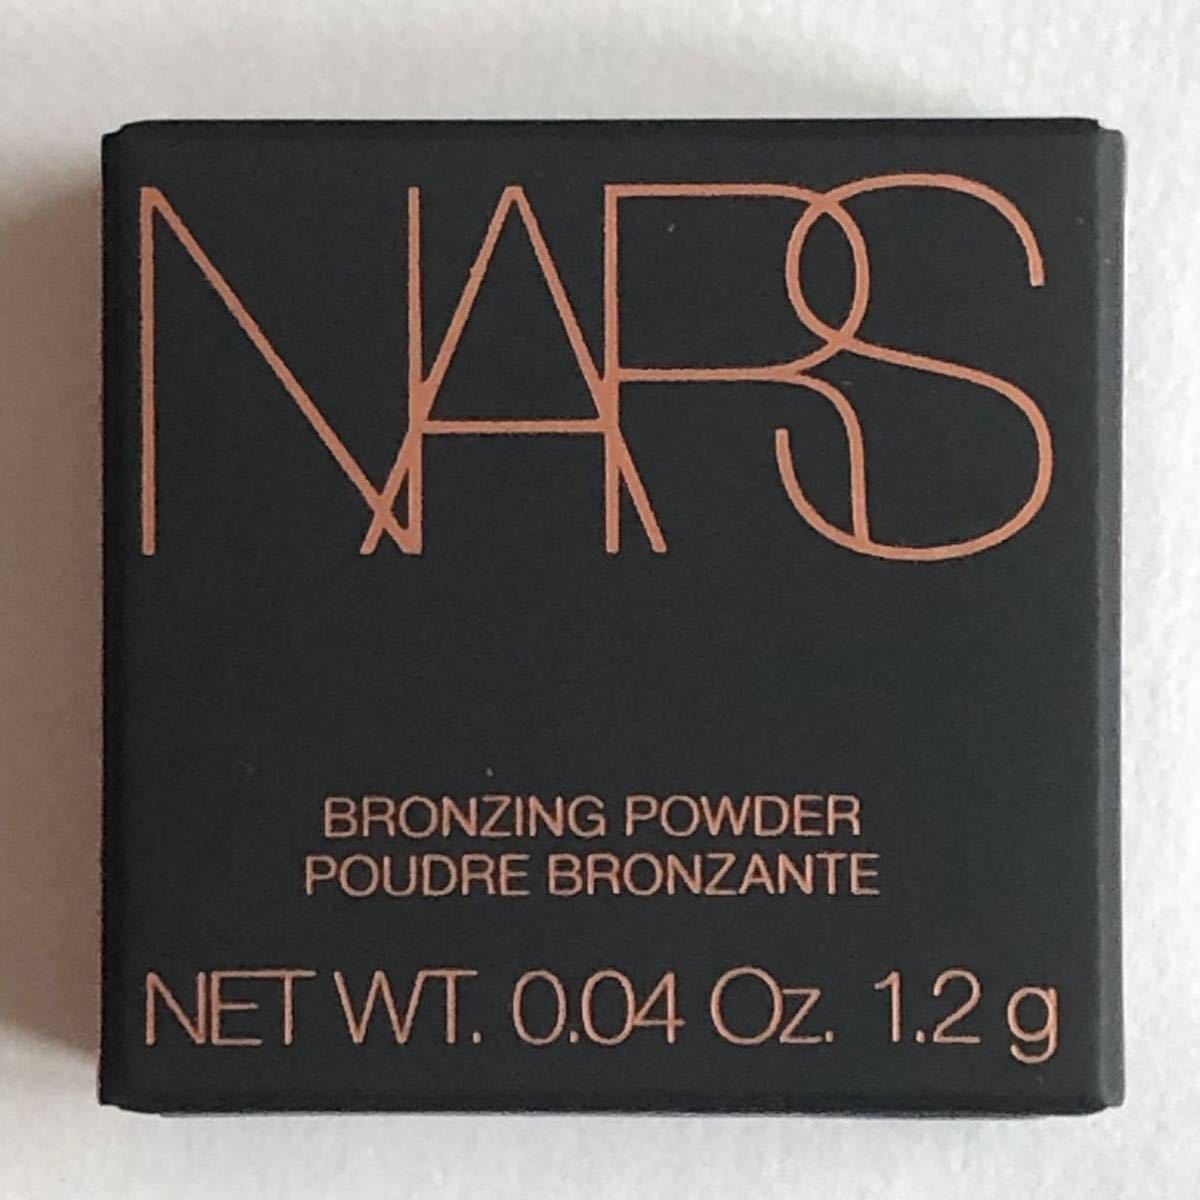 NARS
BRONZING POWDER
POUDRE BRONZANTE
NET WT. 0.04 Oz. 1.2 g